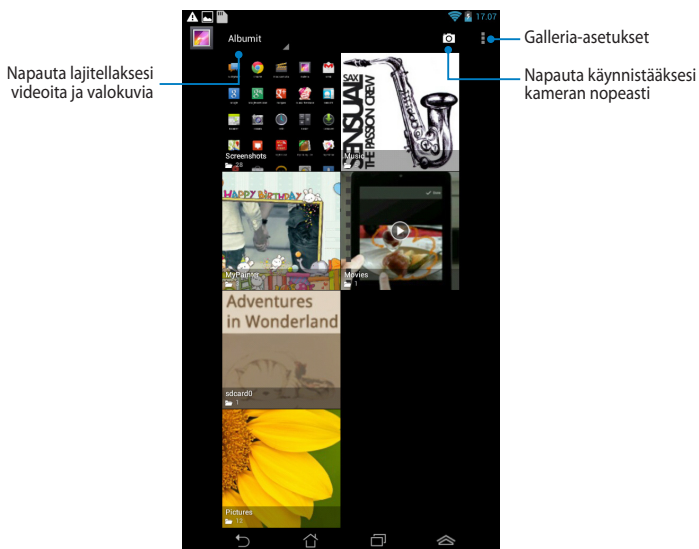 17.07
Albumit
Galleria-asetukset
Napauta lajitellaksesi
videoita ja valokuvia
Napauta käynnistääksesi
kameran nopeasti
SAX
SENSUAL
THE PASSION CREW
Screenshots
28
Music
HAPPY BIRTHDAY
MyPainter
Movies
1
Adventures
in Wonderland
sdcard0
1
Pictures
12